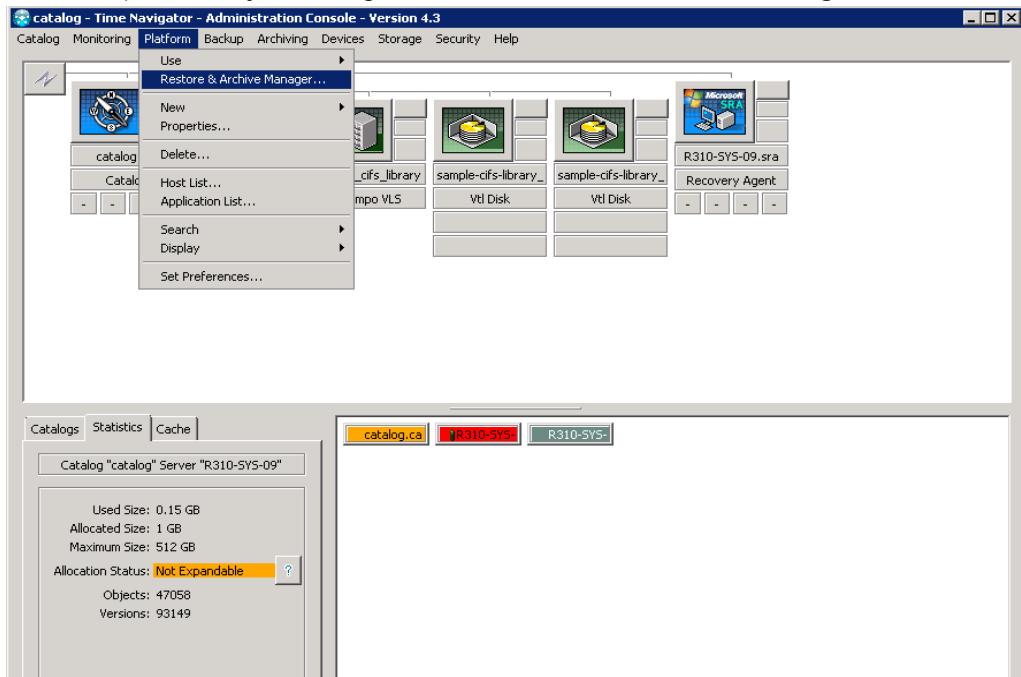 catalog - Time Navigator - Administration Console - Version 4.3
Catalog Monitoring Platform Backup Archiving Devices Storage Security Help
Use
Restore & Archive Manager...
New
Properties...
Delete...
Host List...
Application List...
Search
Display
Set Preferences...
catalog
Catalo
- -
_cifs_library
mpo VLS
sample-cifs-library_
Vtl Disk
sample-cifs-library_
Vtl Disk
Microsoft
SRA
R310-SYS-09.sra
Recovery Agent
- - - -
Catalogs Statistics Cache
Catalog "catalog" Server "R310-SYS-09"
Used Size: 0.15 GB
Allocated Size: 1 GB
Maximum Size: 512 GB
Allocation Status: Not Expandable ?
Objects: 47058
Versions: 93149
catalog.ca R310-SYS- R310-SYS-